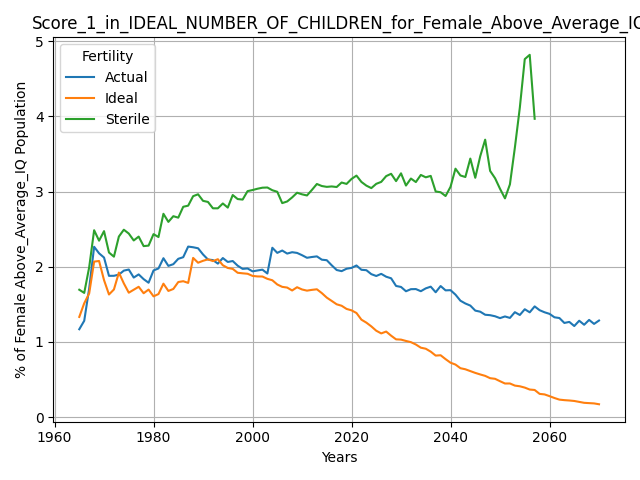 Score_1_in_IDEAL_NUMBER_OF_CHILDREN_for_Female_Above_Average_IQ
Fertility
Actual
Ideal
Sterile
% of Female Above_Average_IQ Population
5
4
3
2
1
0
1960 1980 2000 2020 2040 2060
Years